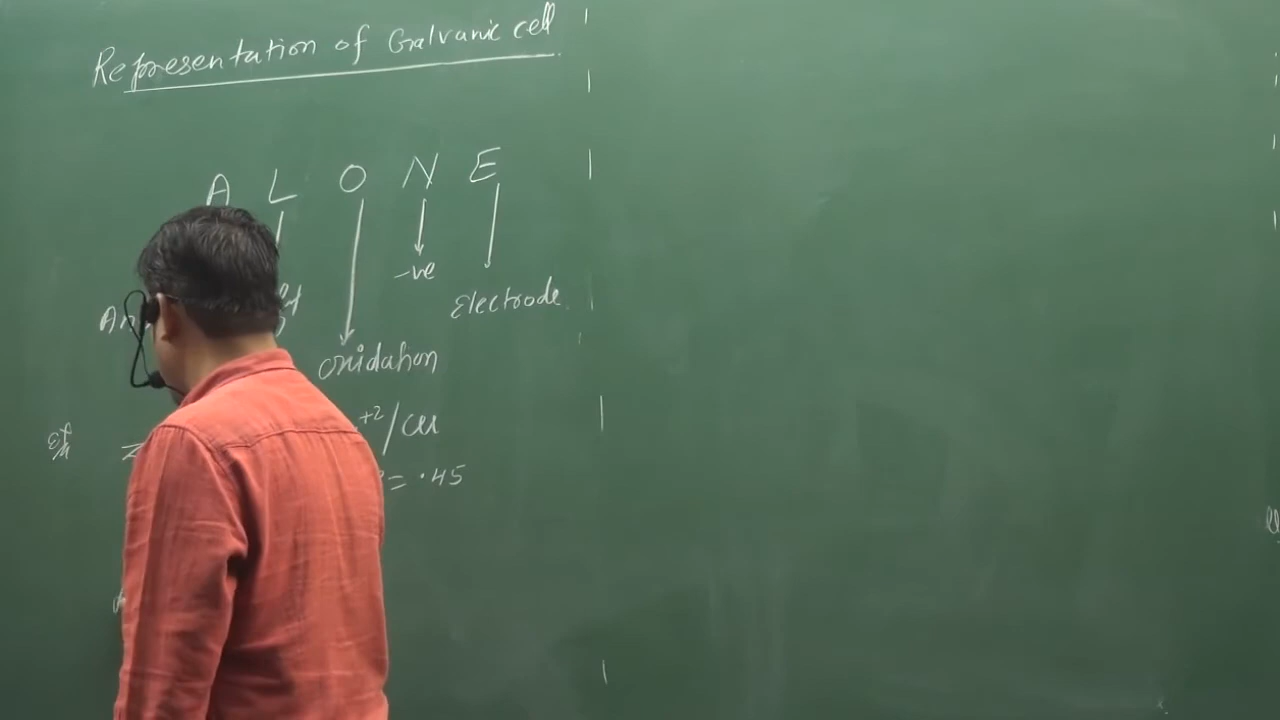 Representation of Galvanic cell
A L O N E
-ve
Electrode
Oxidation
+2/Cu
= .45